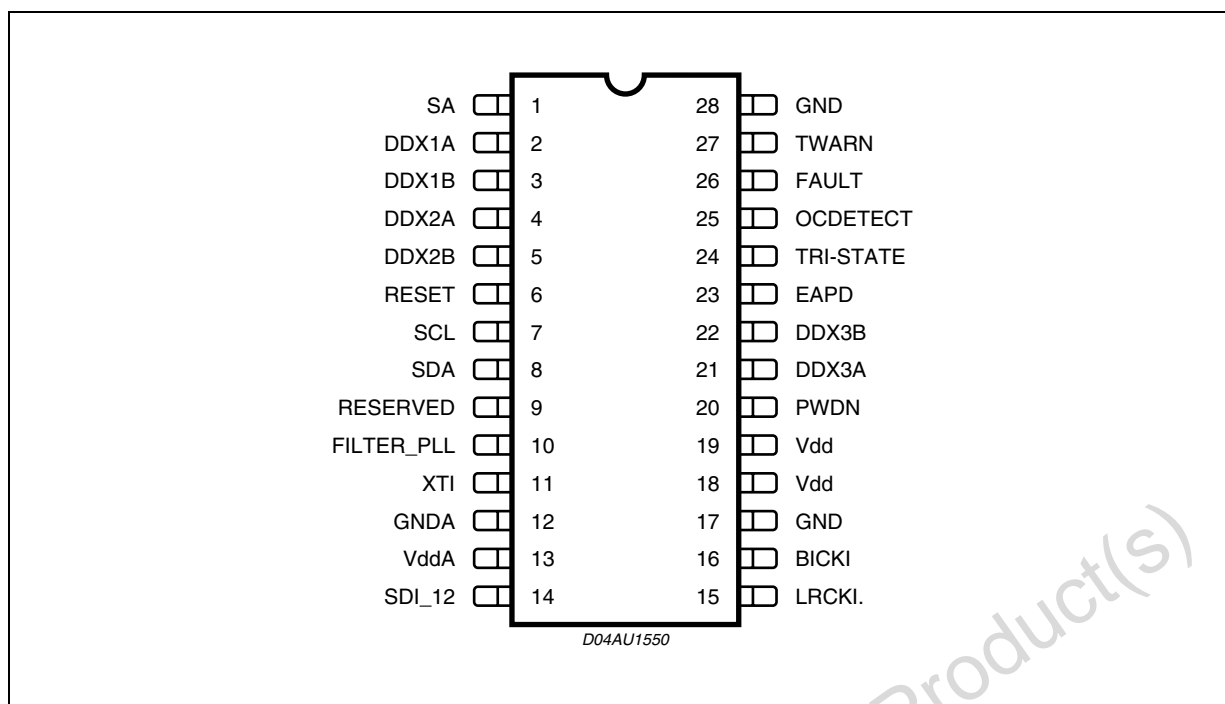 SA 1 28 GND
DDX1A 2 27 TWARN
DDX1B 3 26 FAULT
DDX2A 4 25 OCDETECT
DDX2B 5 24 TRI-STATE
RESET 6 23 EAPD
SCL 7 22 DDX3B
SDA 8 21 DDX3A
RESERVED 9 20 PWDN
FILTER_PLL 10 19 Vdd
XTI 11 18 Vdd
GNDA 12 17 GND
VddA 13 16 BICKI
SDI_12 14 15 LRCKI.
D04AU1550
Product(s)